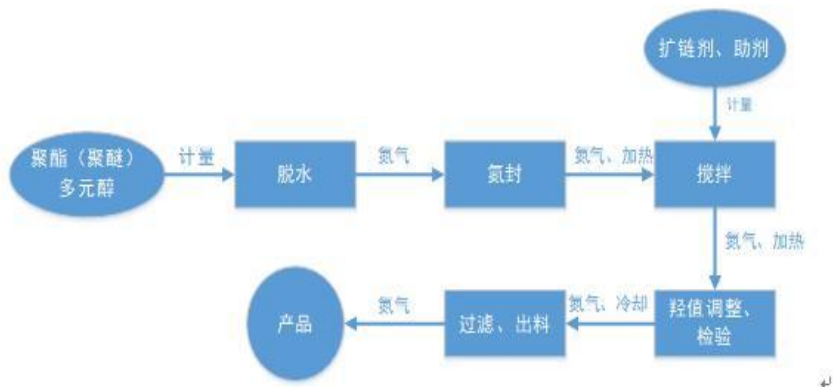 扩链剂、助剂
计量
聚酯（聚醚）
多元醇
计量
脱水
氮气
氮封
氮气、加热
搅拌
氮气、加热
羟值调整、
检验
氮气、冷却
过滤、出料
氮气
产品